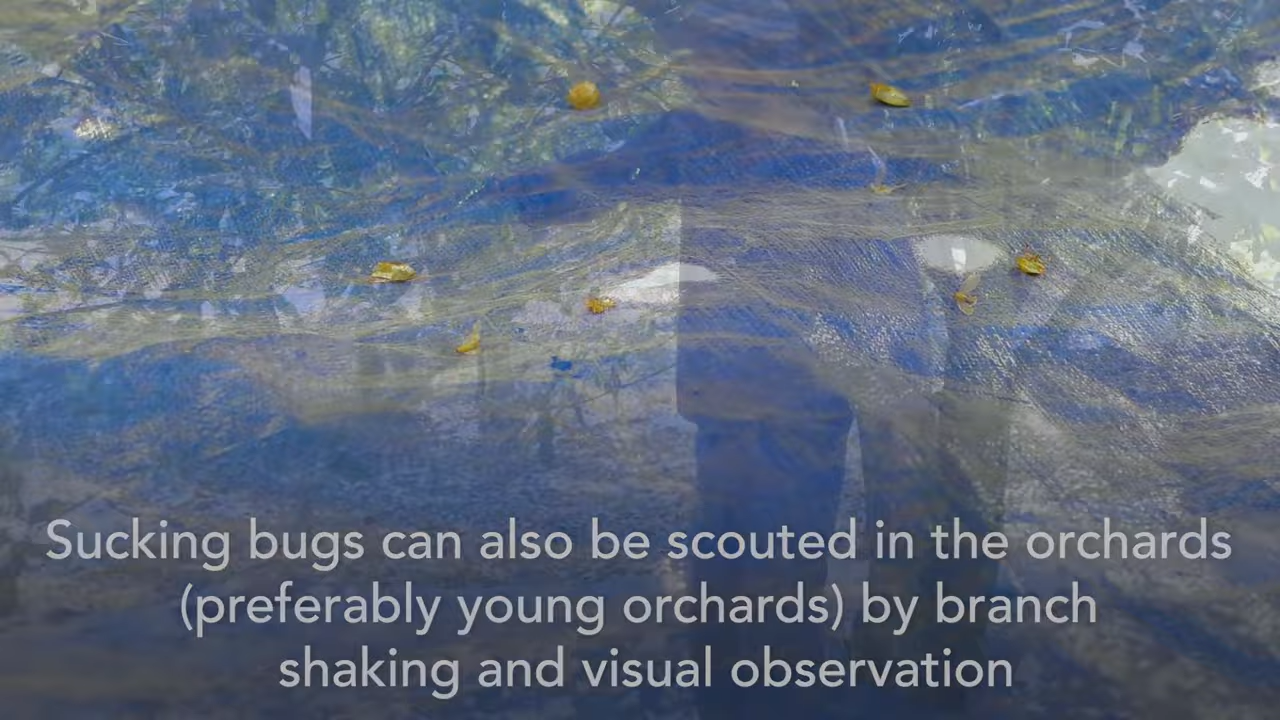 Sucking bugs can also be scouted in the orchards
(preferably young orchards) by branch
shaking and visual observation